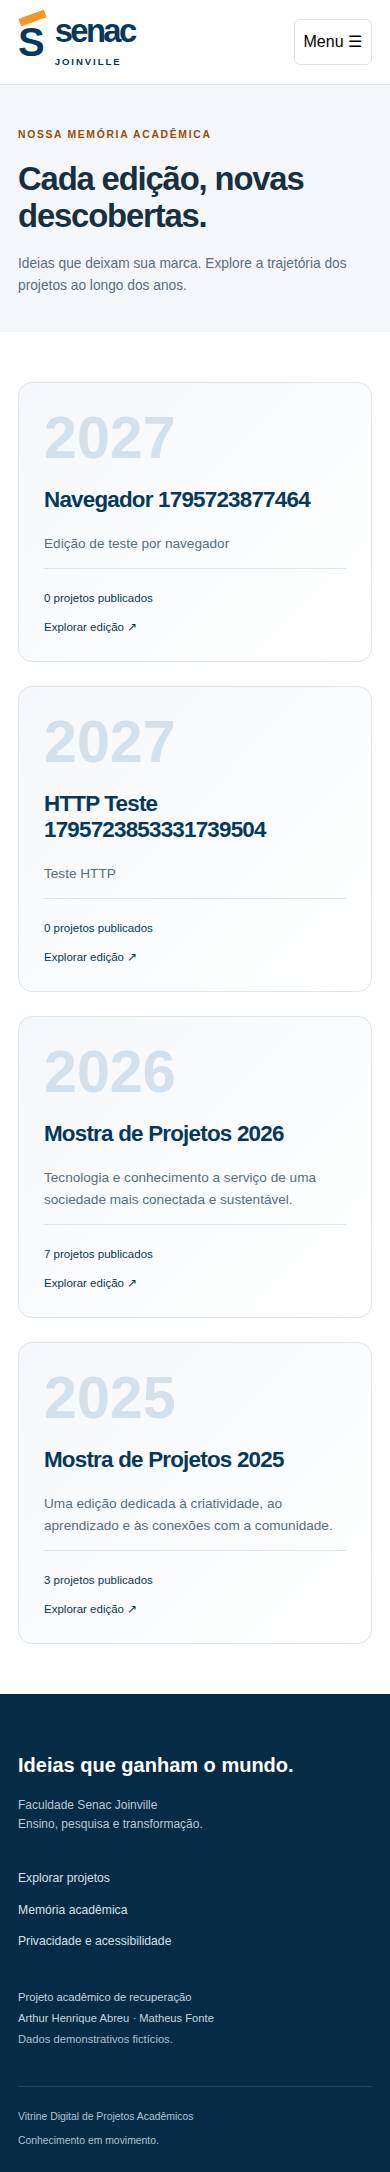 S senac
JOINVILLE
Menu ☰
NOSSA MEMÓRIA ACADÊMICA
Cada edição, novas
descobertas.
Ideias que deixam sua marca. Explore a trajetória dos
projetos ao longo dos anos.
2027
Navegador 1795723877464
Edição de teste por navegador
0 projetos publicados
Explorar edição ↗
2027
HTTP Teste
1795723853331739504
Teste HTTP
0 projetos publicados
Explorar edição ↗
2026
Mostra de Projetos 2026
Tecnologia e conhecimento a serviço de uma
sociedade mais conectada e sustentável.
7 projetos publicados
Explorar edição ↗
2025
Mostra de Projetos 2025
Uma edição dedicada à criatividade, ao
aprendizado e às conexões com a comunidade.
3 projetos publicados
Explorar edição ↗
Ideias que ganham o mundo.
Faculdade Senac Joinville
Ensino, pesquisa e transformação.
Explorar projetos
Memória acadêmica
Privacidade e acessibilidade
Projeto acadêmico de recuperação
Arthur Henrique Abreu · Matheus Fonte
Dados demonstrativos fictícios.
Vitrine Digital de Projetos Acadêmicos
Conhecimento em movimento.